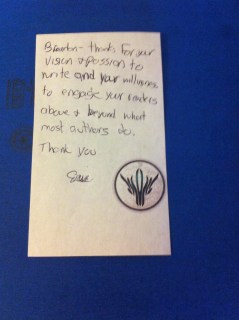 Brandon - thanks for your
vision & passion to
write and your willingness
to engage your readers
above & beyond what
most authors do.
Thank you